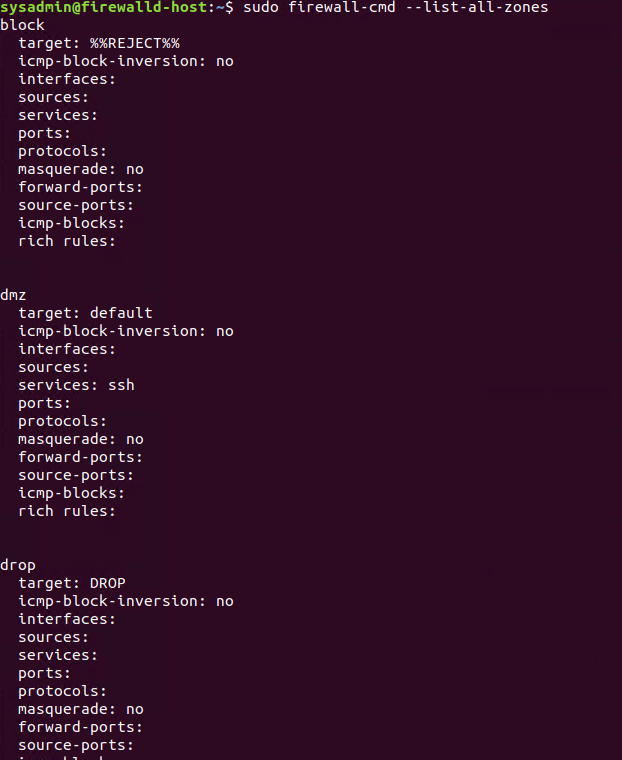 sysadmin@firewalld-host:~$ sudo firewall-cmd --list-all-zones
block
  target: %%REJECT%%
  icmp-block-inversion: no
  interfaces:
  sources:
  services:
  ports:
  protocols:
  masquerade: no
  forward-ports:
  source-ports:
  icmp-blocks:
  rich rules:

dmz
  target: default
  icmp-block-inversion: no
  interfaces:
  sources:
  services: ssh
  ports:
  protocols:
  masquerade: no
  forward-ports:
  source-ports:
  icmp-blocks:
  rich rules:

drop
  target: DROP
  icmp-block-inversion: no
  interfaces:
  sources:
  services:
  ports:
  protocols:
  masquerade: no
  forward-ports:
  source-ports: